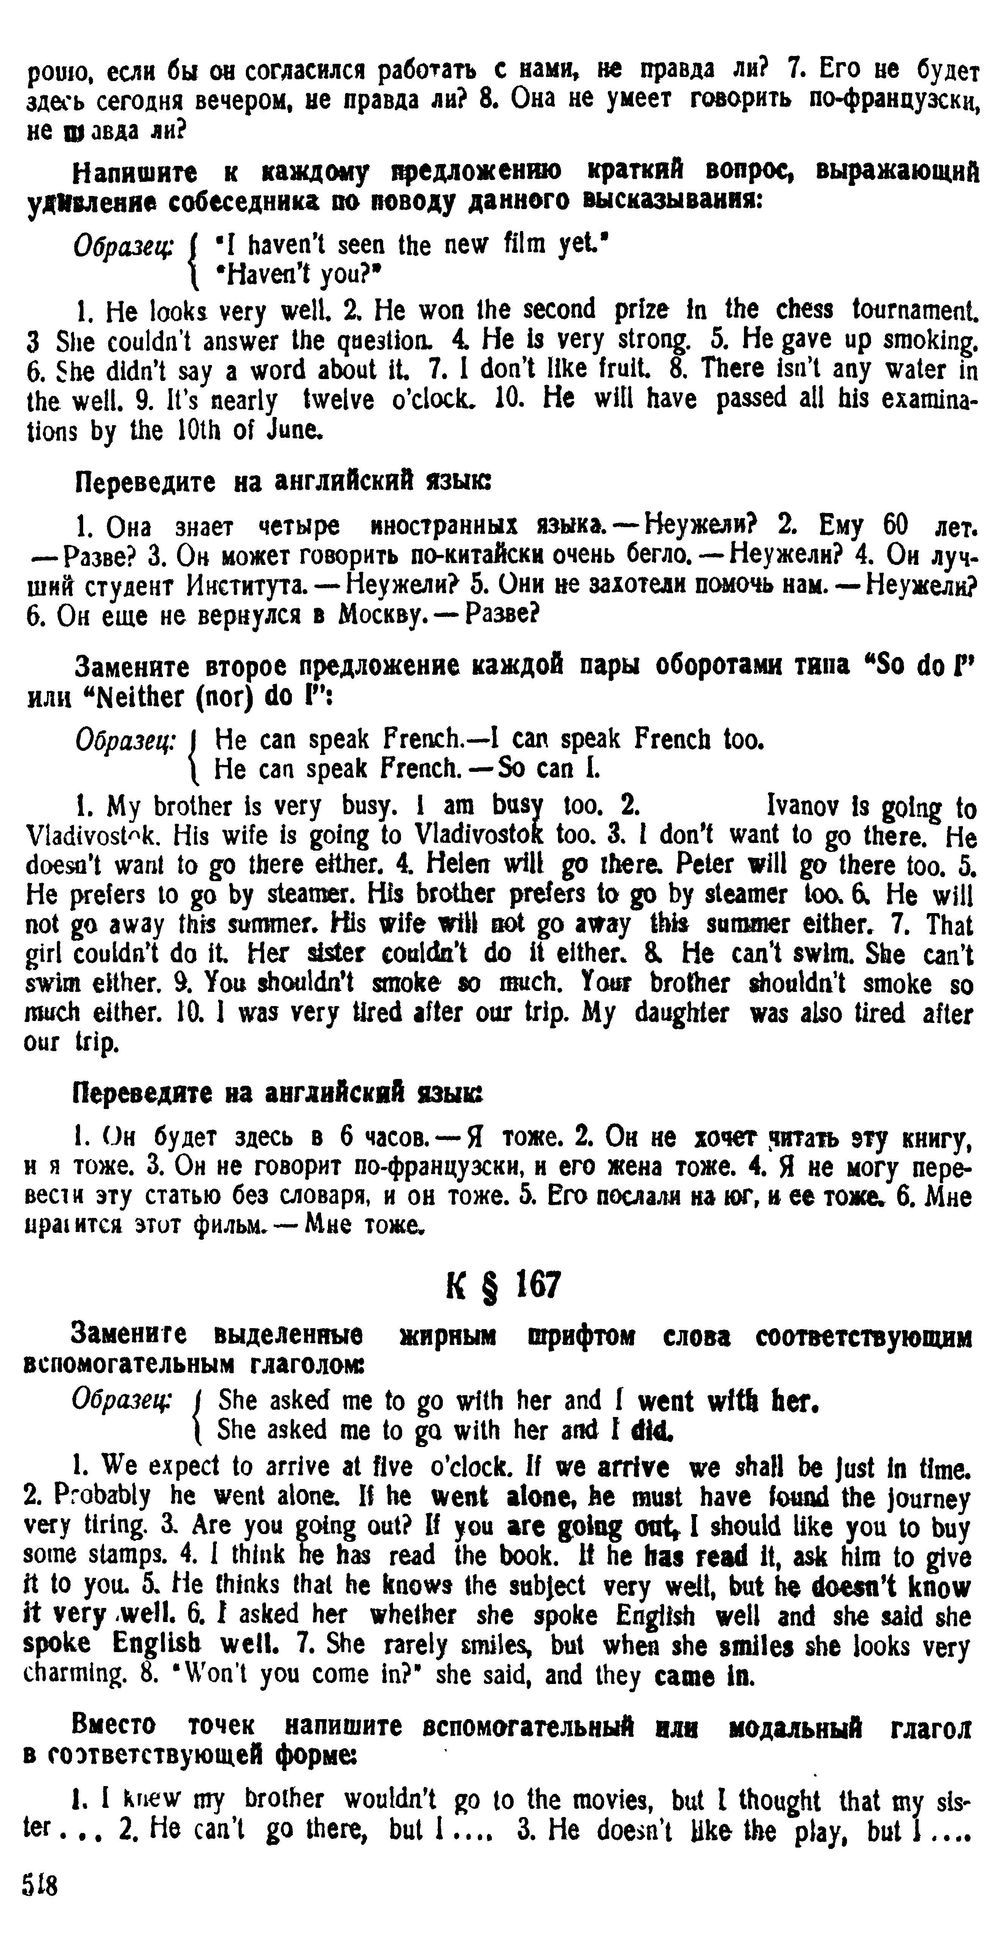 рошо, если бы он согласился работать с нами, не правда ли? 7. Его не будет
здесь сегодня вечером, не правда ли? 8. Она не умеет говорить по-французски,
не правда ли?
Напишите к каждому предложению краткий вопрос, выражающий
удивление собеседника по поводу данного высказывания:
Образец: { "I haven't seen the new film yet."
"Haven't you?"
1. He looks very well. 2. He won the second prize in the chess tournament.
3 She couldn't answer the question. 4. He is very strong. 5. He gave up smoking.
6. She didn't say a word about it. 7. I don't like fruit. 8. There isn't any water in
the well. 9. It's nearly twelve o'clock. 10. He will have passed all his examina-
tions by the 10th of June.
Переведите на английский язык:
1. Она знает четыре иностранных языка. — Неужели? 2. Ему 60 лет.
— Разве? 3. Он может говорить по-китайски очень бегло. — Неужели? 4. Он луч-
ший студент Института. — Неужели? 5. Они не захотели помочь нам. — Неужели?
6. Он еще не вернулся в Москву. — Разве?
Замените второе предложение каждой пары оборотами типа "So do I"
или "Neither (nor) do I":
Образец: { He can speak French.—I can speak French too.
He can speak French. — So can I.
1. My brother is very busy. I am busy too. 2. Ivanov is going to
Vladivostok. His wife is going to Vladivostok too. 3. I don't want to go there. He
doesn't want to go there either. 4. Helen will go there. Peter will go there too. 5.
He prefers to go by steamer. His brother prefers to go by steamer too. 6. He will
not go away this summer. His wife will not go away this summer either. 7. That
girl couldn't do it. Her sister couldn't do it either. 8. He can't swim. She can't
swim either. 9. You shouldn't smoke so much. Your brother shouldn't smoke so
much either. 10. I was very tired after our trip. My daughter was also tired after
our trip.
Переведите на английский язык:
1. Он будет здесь в 6 часов. — Я тоже. 2. Он не хочет читать эту книгу,
и я тоже. 3. Он не говорит по-французски, и его жена тоже. 4. Я не могу пере-
вести эту статью без словаря, и он тоже. 5. Его послали на юг, и ее тоже. 6. Мне
нравится этот фильм. — Мне тоже.
К § 167
Замените выделенные жирным шрифтом слова соответствующим
вспомогательным глаголом:
Образец: { She asked me to go with her and I went with her.
She asked me to go with her and I did.
1. We expect to arrive at five o'clock. If we arrive we shall be just in time.
2. Probably he went alone. If he went alone, he must have found the journey
very tiring. 3. Are you going out? If you are going out, I should like you to buy
some stamps. 4. I think he has read the book. If he has read it, ask him to give
it to you. 5. He thinks that he knows the subject very well, but he doesn't know
it very well. 6. I asked her whether she spoke English well and she said she
spoke English well. 7. She rarely smiles, but when she smiles she looks very
charming. 8. "Won't you come in?" she said, and they came in.
Вместо точек напишите вспомогательный или модальный глагол
в соответствующей форме:
1. I knew my brother wouldn't go to the movies, but I thought that my sis-
ter . . . 2. He can't go there, but I . . . . 3. He doesn't like the play, but I . . . .
518